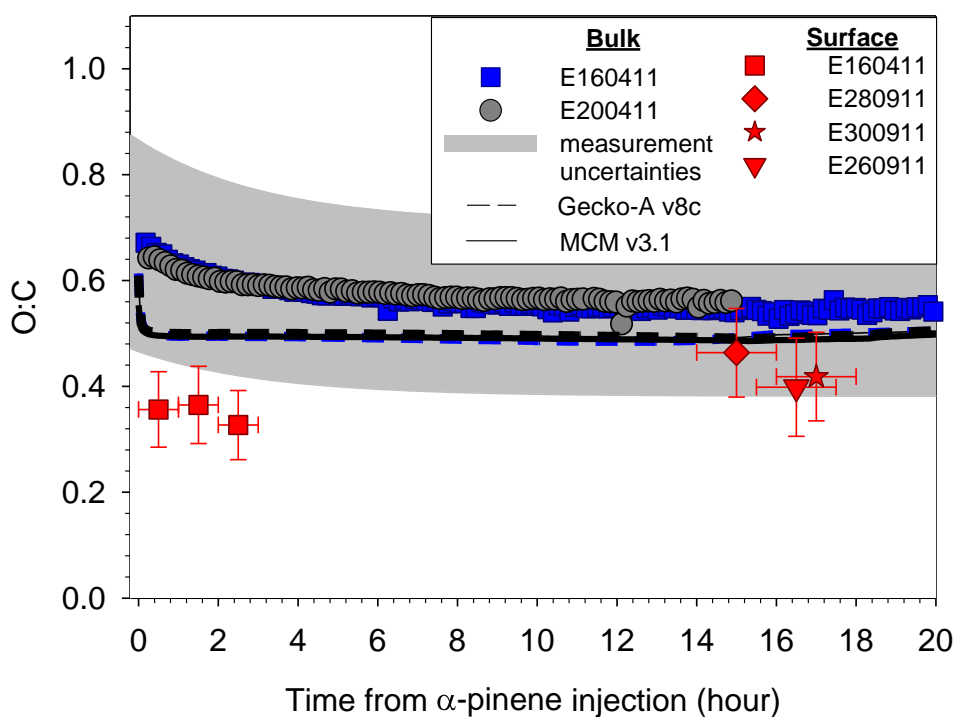 Bulk
E160411
E200411
measurement
uncertainties
Gecko-A v8c
MCM v3.1
Surface
E160411
E280911
E300911
E260911
O:C
1.0
0.8
0.6
0.4
0.2
0.0
0 2 4 6 8 10 12 14 16 18 20
Time from α-pinene injection (hour)